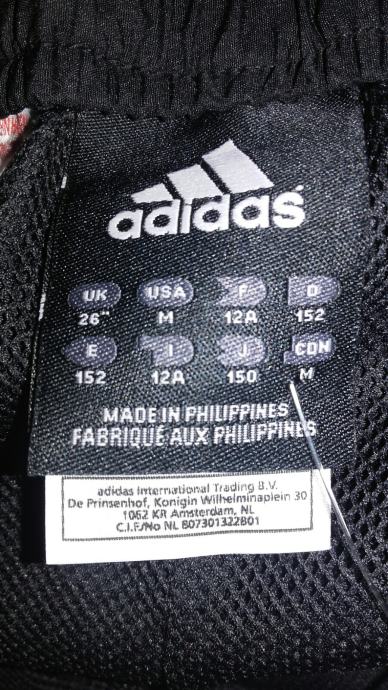 adidas
UK USA F D
26" M 12A 152
E I J CDN
152 12A 150 M
MADE IN PHILIPPINES
FABRIQUÉ AUX PHILIPPINES
adidas International Trading B.V.
De Prinsenhof, Konigin Wilhelminaplein 30
1062 KR Amsterdam, NL
C.I.F/No NL 807301322B01